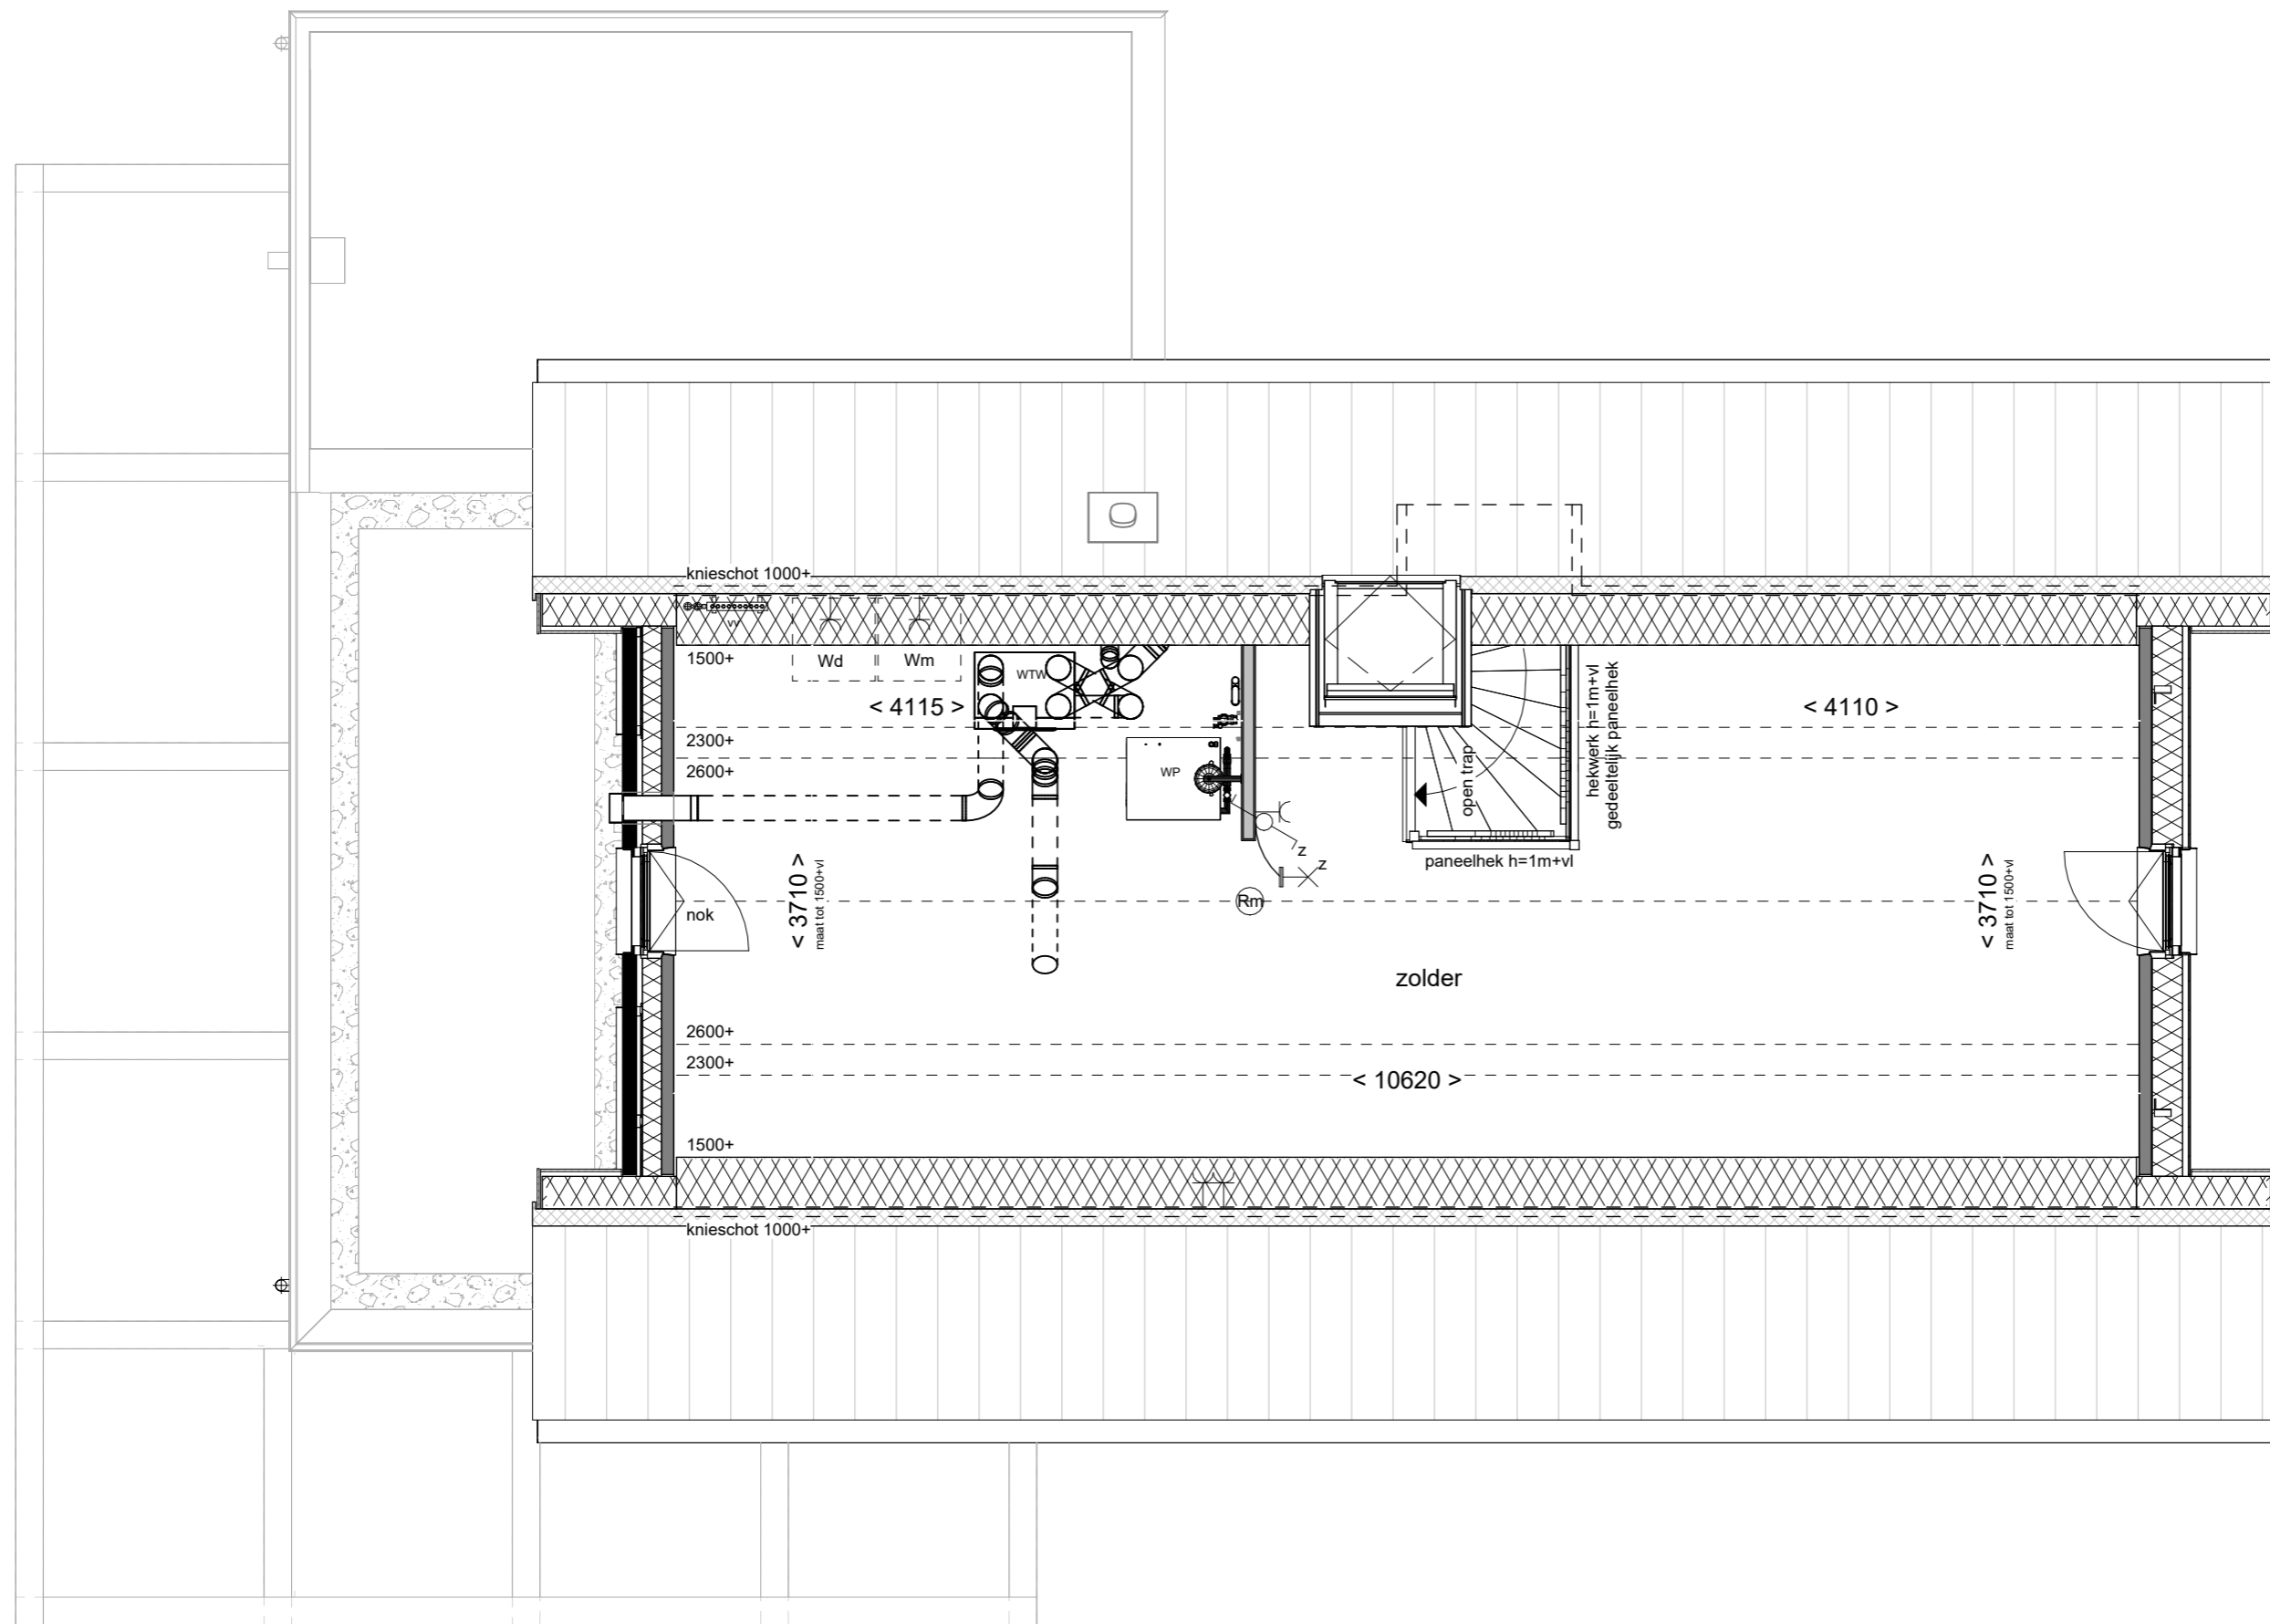 knieschot 1000+
vv
Wd
Wm
1500+
WTW
< 4115 >
< 4110 >
2300+
2600+
WP
open trap
hekwerk h=1m+vl
gedeeltelijk paneelhek
paneelhek h=1m+vl
z
z
< 3710 >
maat tot 1500+vl
nok
Rm
< 3710 >
maat tot 1500+vl
zolder
2600+
2300+
< 10620 >
1500+
knieschot 1000+